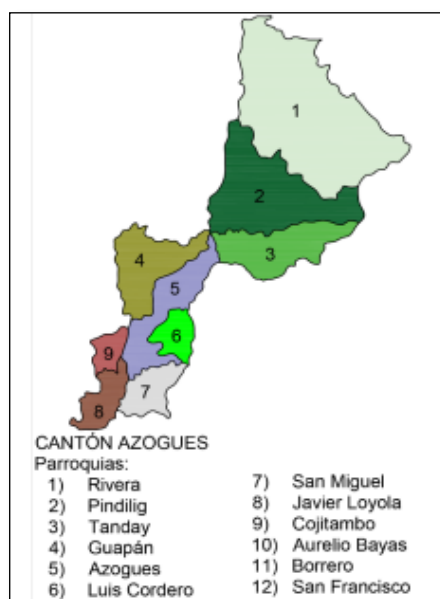 1
2
3
4
5
6
9
7
8
CANTÓN AZOGUES
Parroquias:
1) Rivera
2) Pindilig
3) Tanday
4) Guapán
5) Azogues
6) Luis Cordero
7) San Miguel
8) Javier Loyola
9) Cojitambo
10) Aurelio Bayas
11) Borrero
12) San Francisco